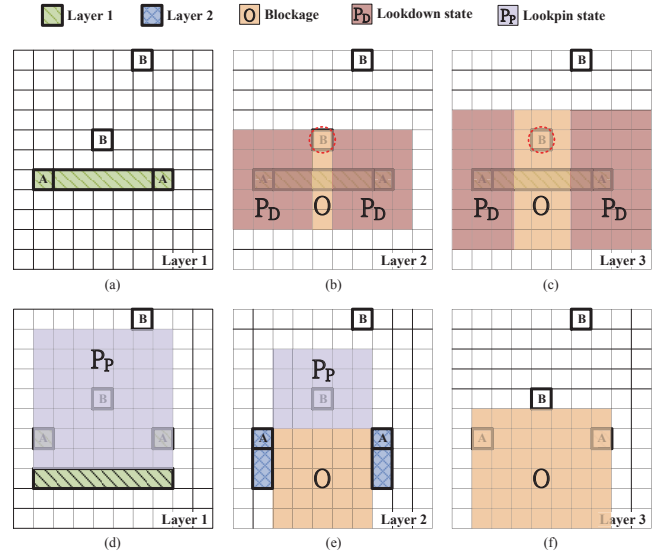 Layer 1 Layer 2 O Blockage P_D Lookdown state P_P Lookpin state
B B B
B B B
A A A A A A
P_D O P_D P_D O P_D
Layer 1 Layer 2 Layer 3
(a) (b) (c)
B B B
P_P P_P
B B B
A A A A A A
O O
Layer 1 Layer 2 Layer 3
(d) (e) (f)